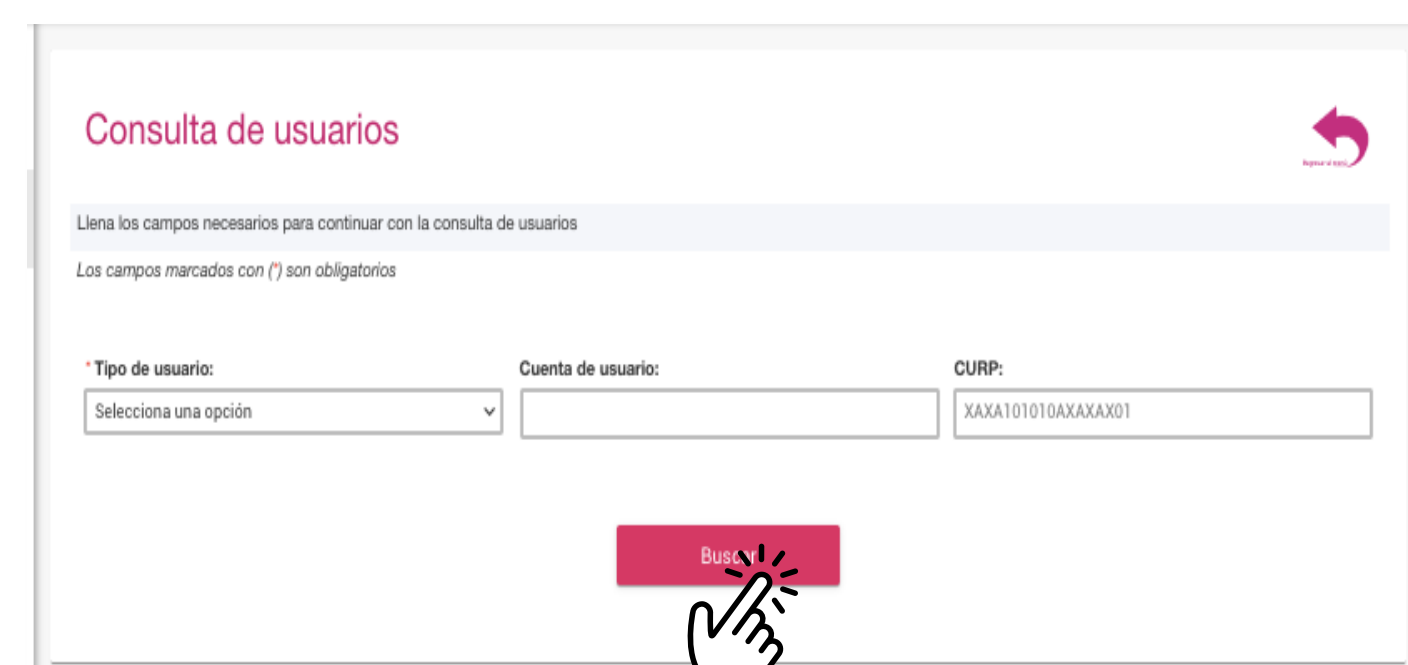 Consulta de usuarios
Llena los campos necesarios para continuar con la consulta de usuarios
Los campos marcados con (*) son obligatorios
* Tipo de usuario:
Cuenta de usuario:
CURP:
Selecciona una opción
XAXA101010AXAXAX01
Buscar